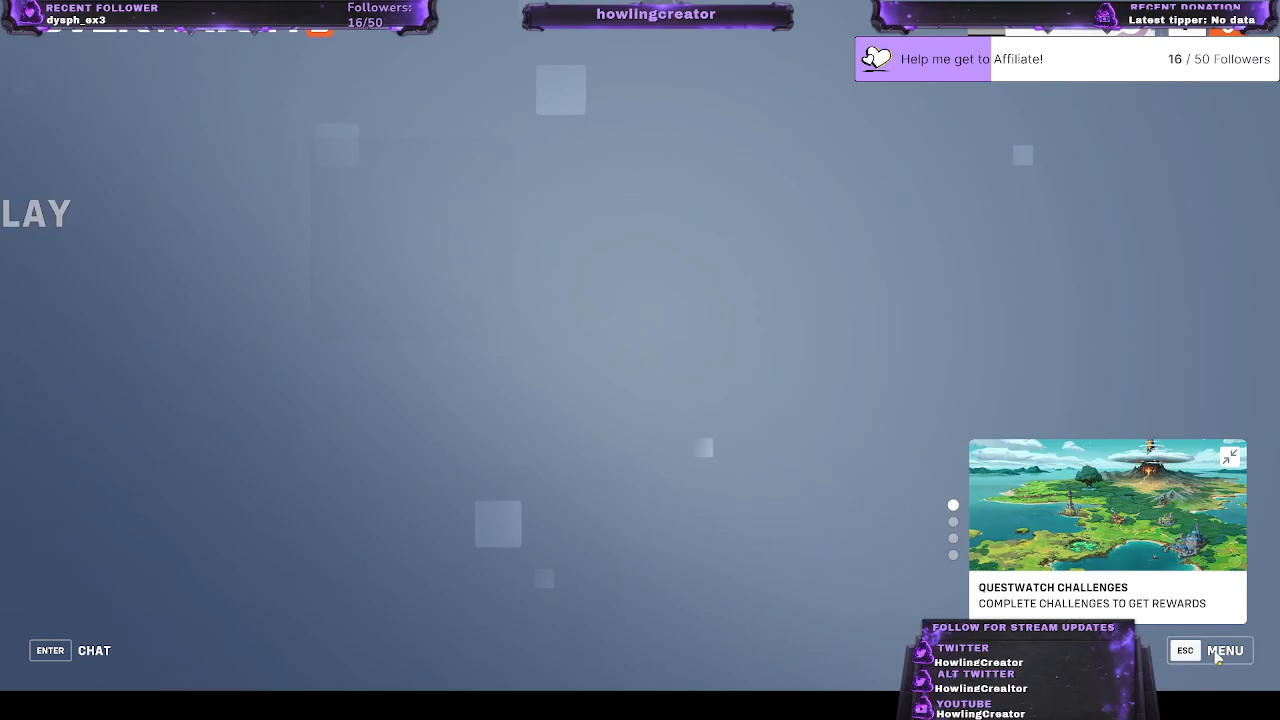 RECENT FOLLOWER
dysph_ex3
Followers:
16/50
howlingcreator
RECENT DONATION
Latest tipper: No data
Help me get to Affiliate!
16 / 50 Followers
LAY
QUESTWATCH CHALLENGES
COMPLETE CHALLENGES TO GET REWARDS
FOLLOW FOR STREAM UPDATES
TWITTER
HowlingCreator
ALT TWITTER
HowlingCrealtor
YOUTUBE
HowlingCreator
ENTER CHAT
ESC MENU